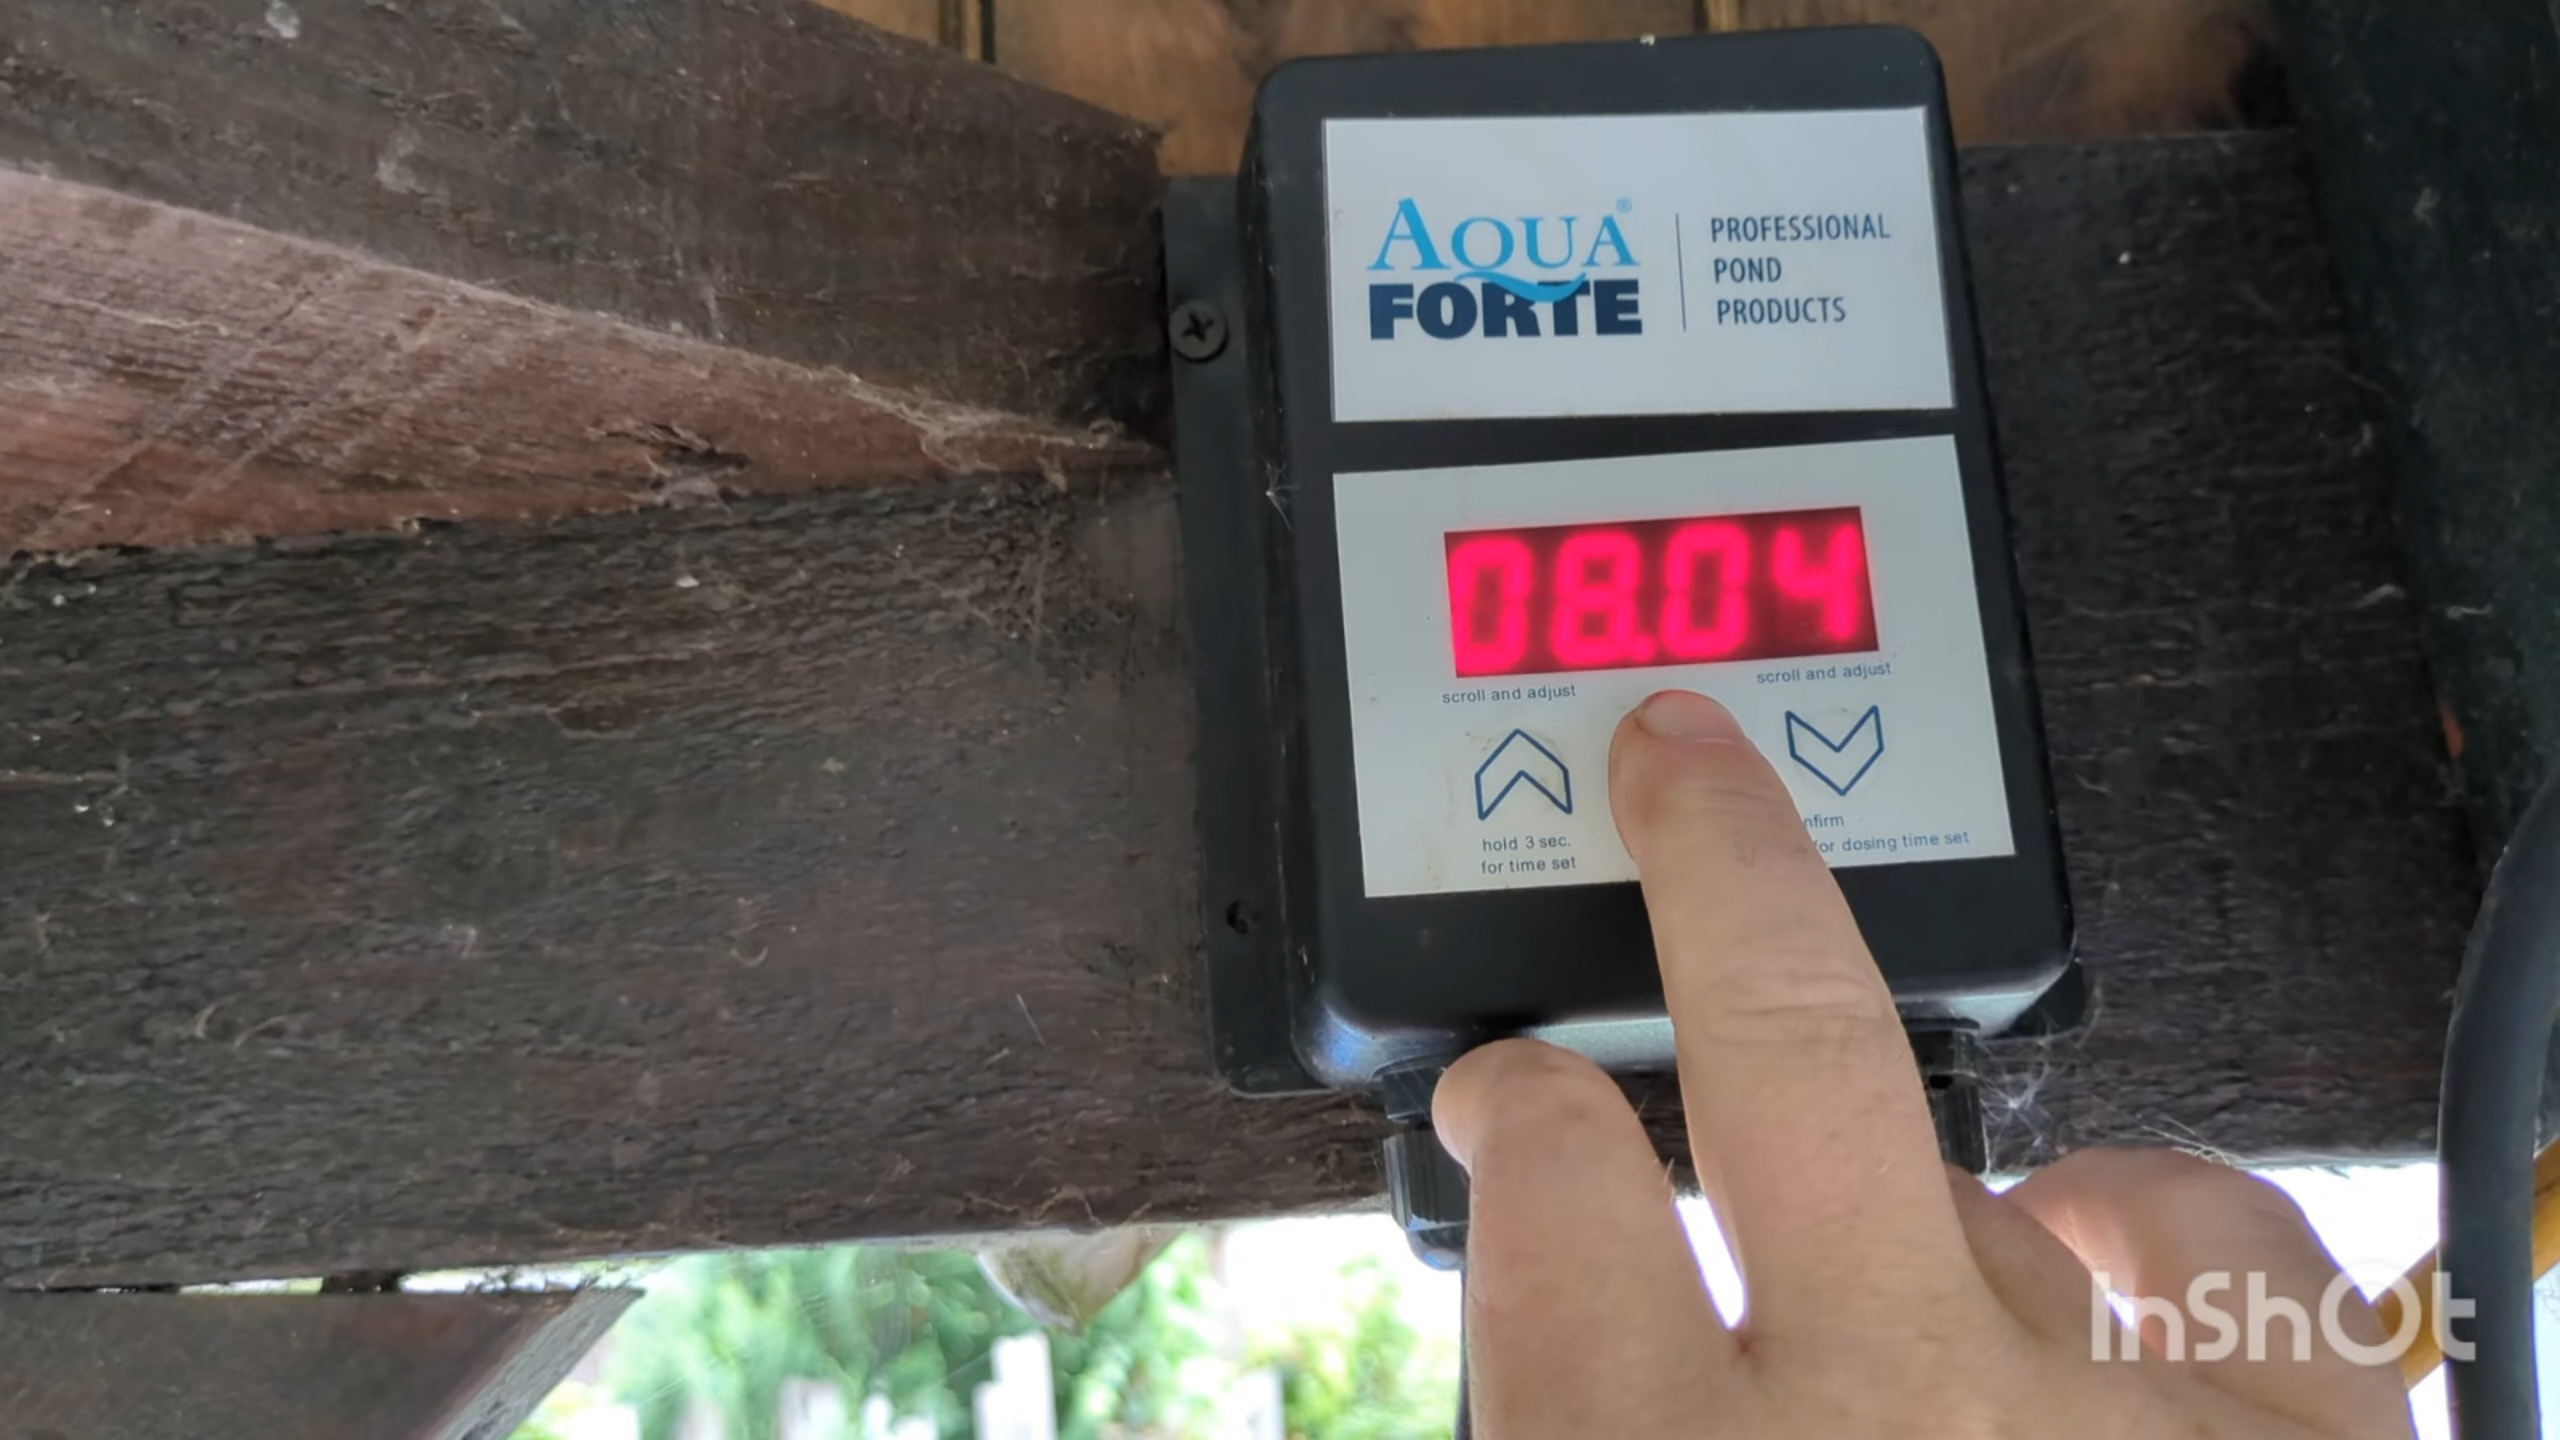 AQUA®
FORTE
PROFESSIONAL
POND
PRODUCTS
08.04
scroll and adjust
scroll and adjust
hold 3 sec.
for time set
nfirm
for dosing time set
InShOt